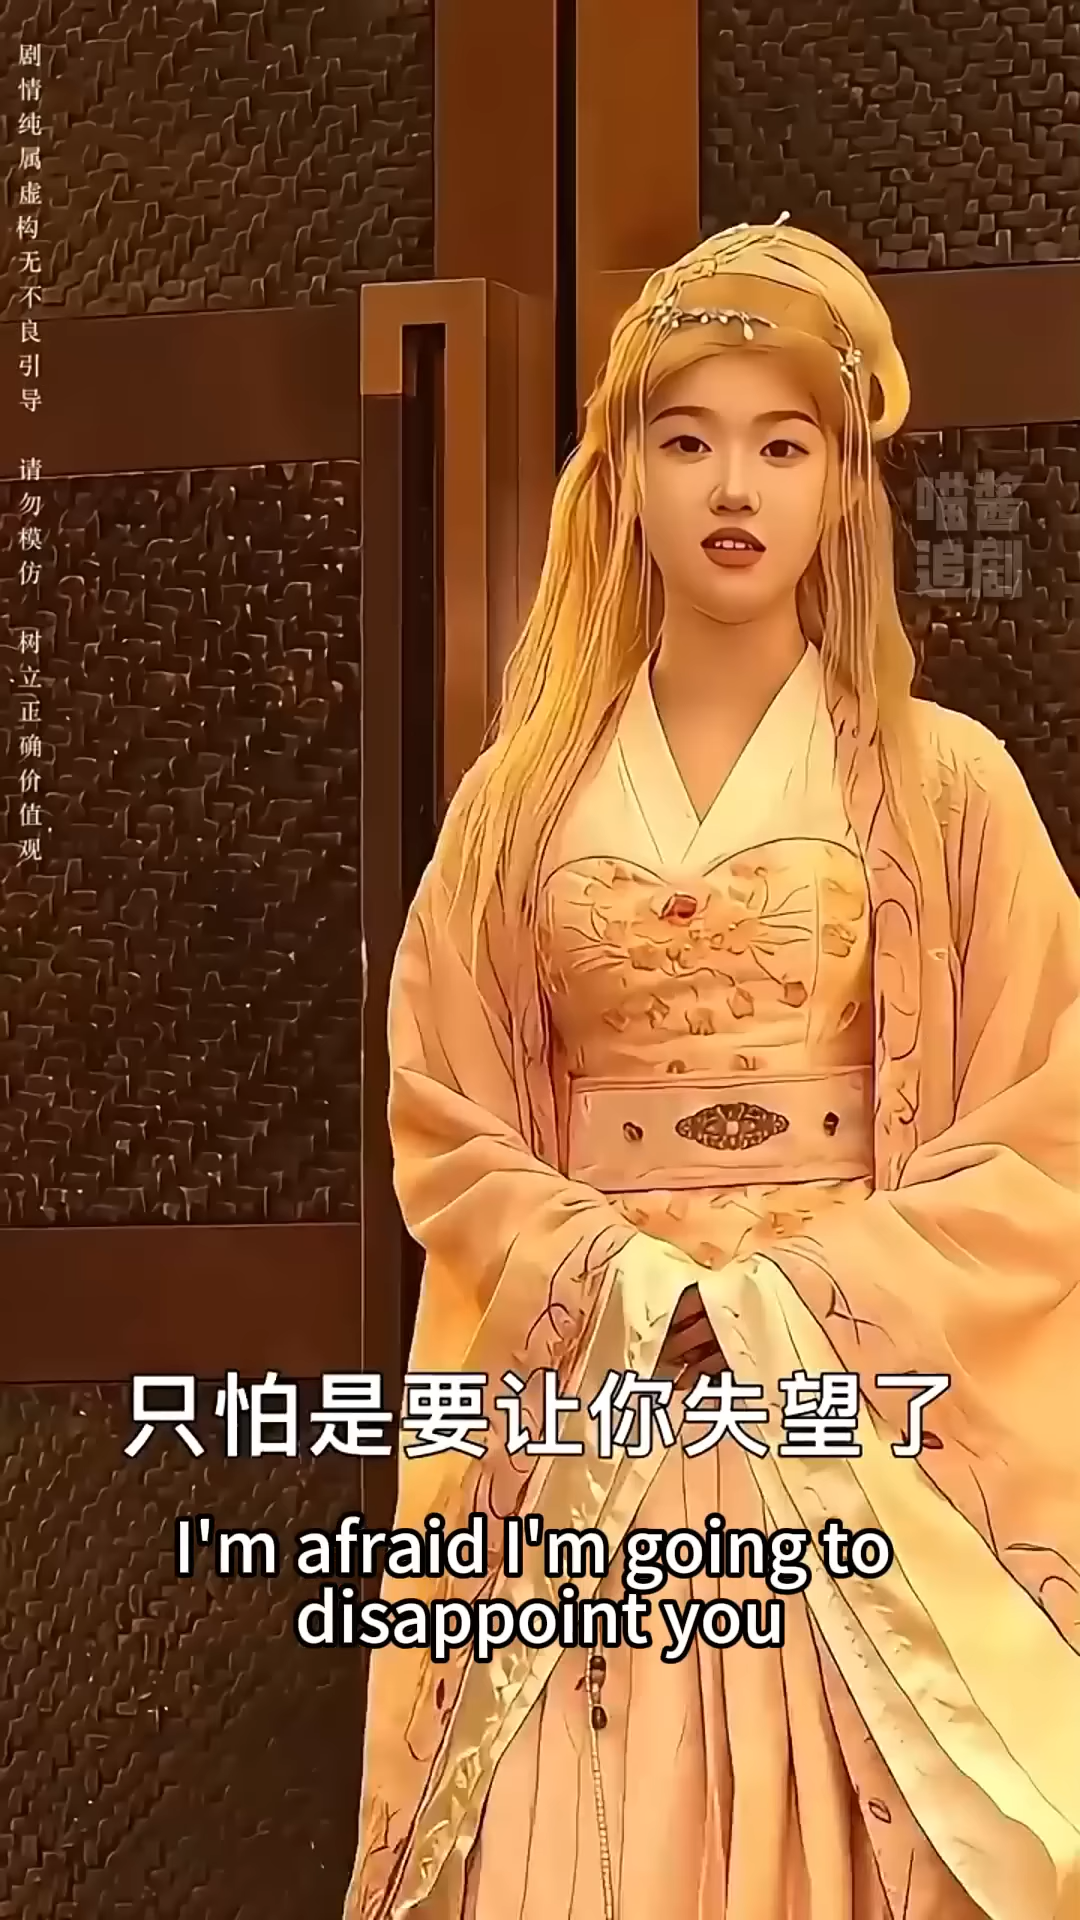 剧情纯属虚构无不良引导 请勿模仿 树立正确价值观
喵酱
追剧
只怕是要让你失望了
I'm afraid I'm going to
disappoint you